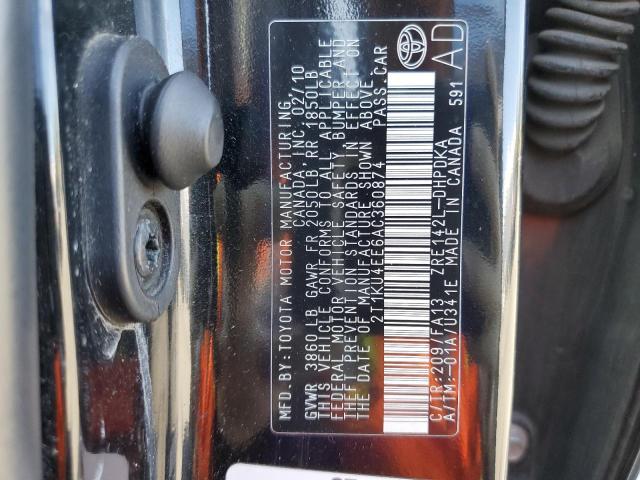 MFD.BY:TOYOTA MOTOR MANUFACTURING
CANADA, INC. 02/10
GVWR 3860LB GAWR FR 2050LB RR 1850LB
THIS VEHICLE CONFORMS TO ALL APPLICABLE
FEDERAL MOTOR VEHICLE SAFETY, BUMPER AND
THEFT PREVENTION STANDARDS IN EFFECT ON
THE DATE OF MANUFACTURE SHOWN ABOVE.
2T1KU4EE6AC360874 PASS.CAR
C/TR:209/FA13 ZRE142L-DHPDKA
A/TM:-01A/U341E MADE IN CANADA 591
AD